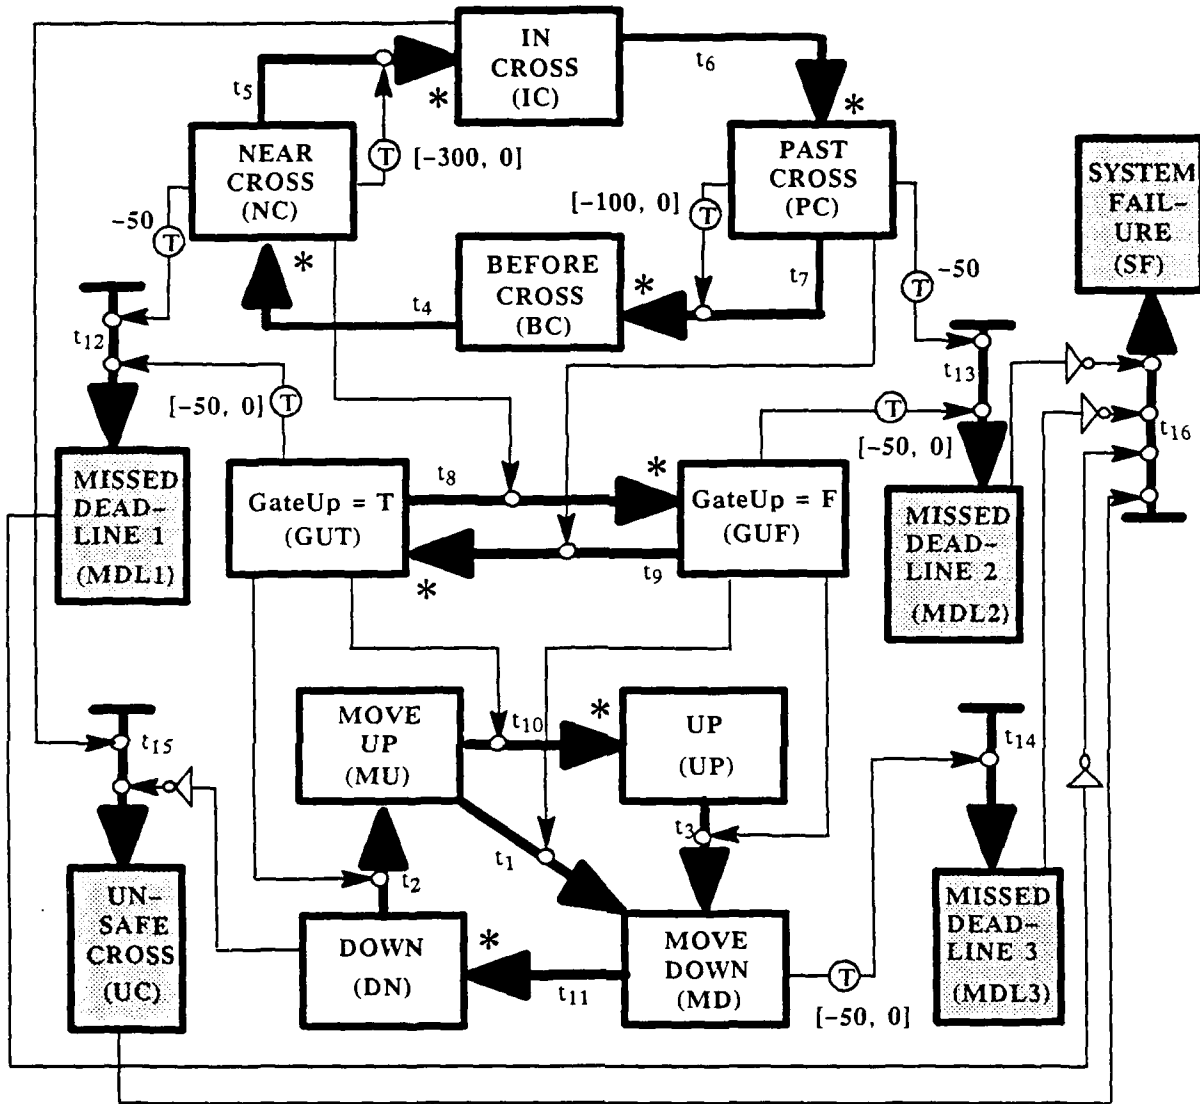 IN
CROSS
(IC)
t6
*
*
t5
NEAR
CROSS
(NC)
T
[-300, 0]
PAST
CROSS
(PC)
SYSTEM
FAIL-
URE
(SF)
-50
T
[-100, 0]
T
*
BEFORE
CROSS
(BC)
*
t4
t7
-50
T
t12
t13
[-50, 0]
T
T
[-50, 0]
t16
MISSED
DEAD-
LINE 1
(MDL1)
GateUp = T
(GUT)
t8
*
GateUp = F
(GUF)
t9
*
MISSED
DEAD-
LINE 2
(MDL2)
MOVE
UP
(MU)
t10
*
UP
(UP)
t15
t14
t3
t1
t2
UN-
SAFE
CROSS
(UC)
DOWN
(DN)
*
t11
MOVE
DOWN
(MD)
T
[-50, 0]
MISSED
DEAD-
LINE 3
(MDL3)